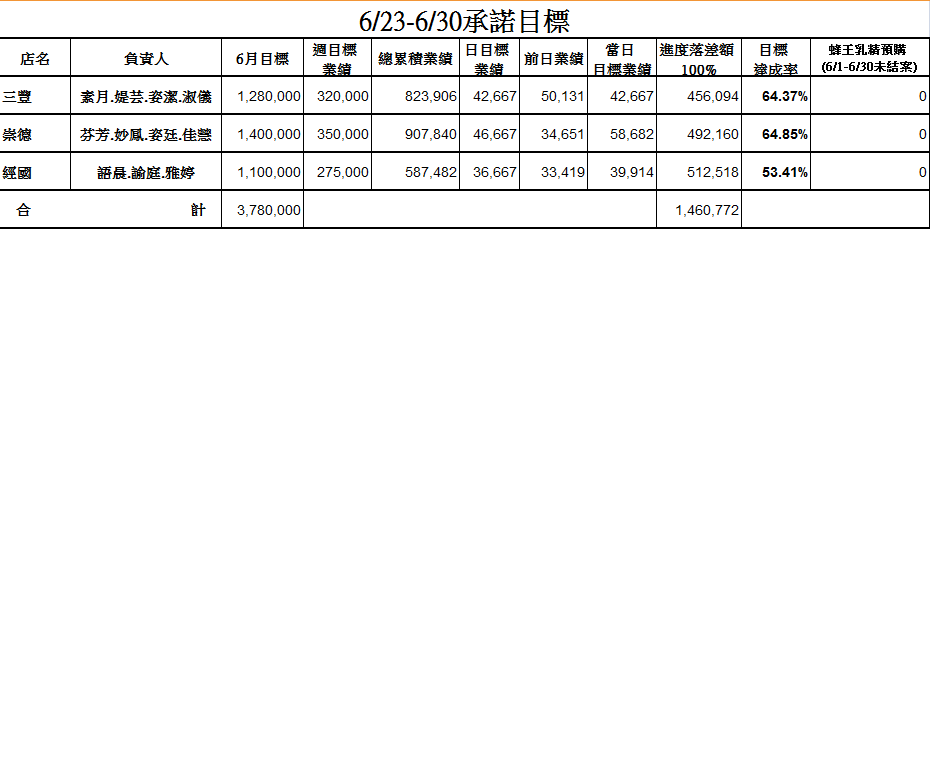 6/23-6/30承諾目標
店名 負責人 6月目標 週目標業績 總累積業績 日目標業績 前日業績 當日目標業績 進度落差額100% 目標達成率 蜂王乳精預購(6/1-6/30未結案)
三豐 素月.媞芸.姿潔.淑儀 1,280,000 320,000 823,906 42,667 50,131 42,667 456,094 64.37% 0
崇德 芬芳.妙鳳.姿廷.佳慧 1,400,000 350,000 907,840 46,667 34,651 58,682 492,160 64.85% 0
經國 語晨.諭庭.雅婷 1,100,000 275,000 587,482 36,667 33,419 39,914 512,518 53.41% 0
合計 3,780,000 1,460,772